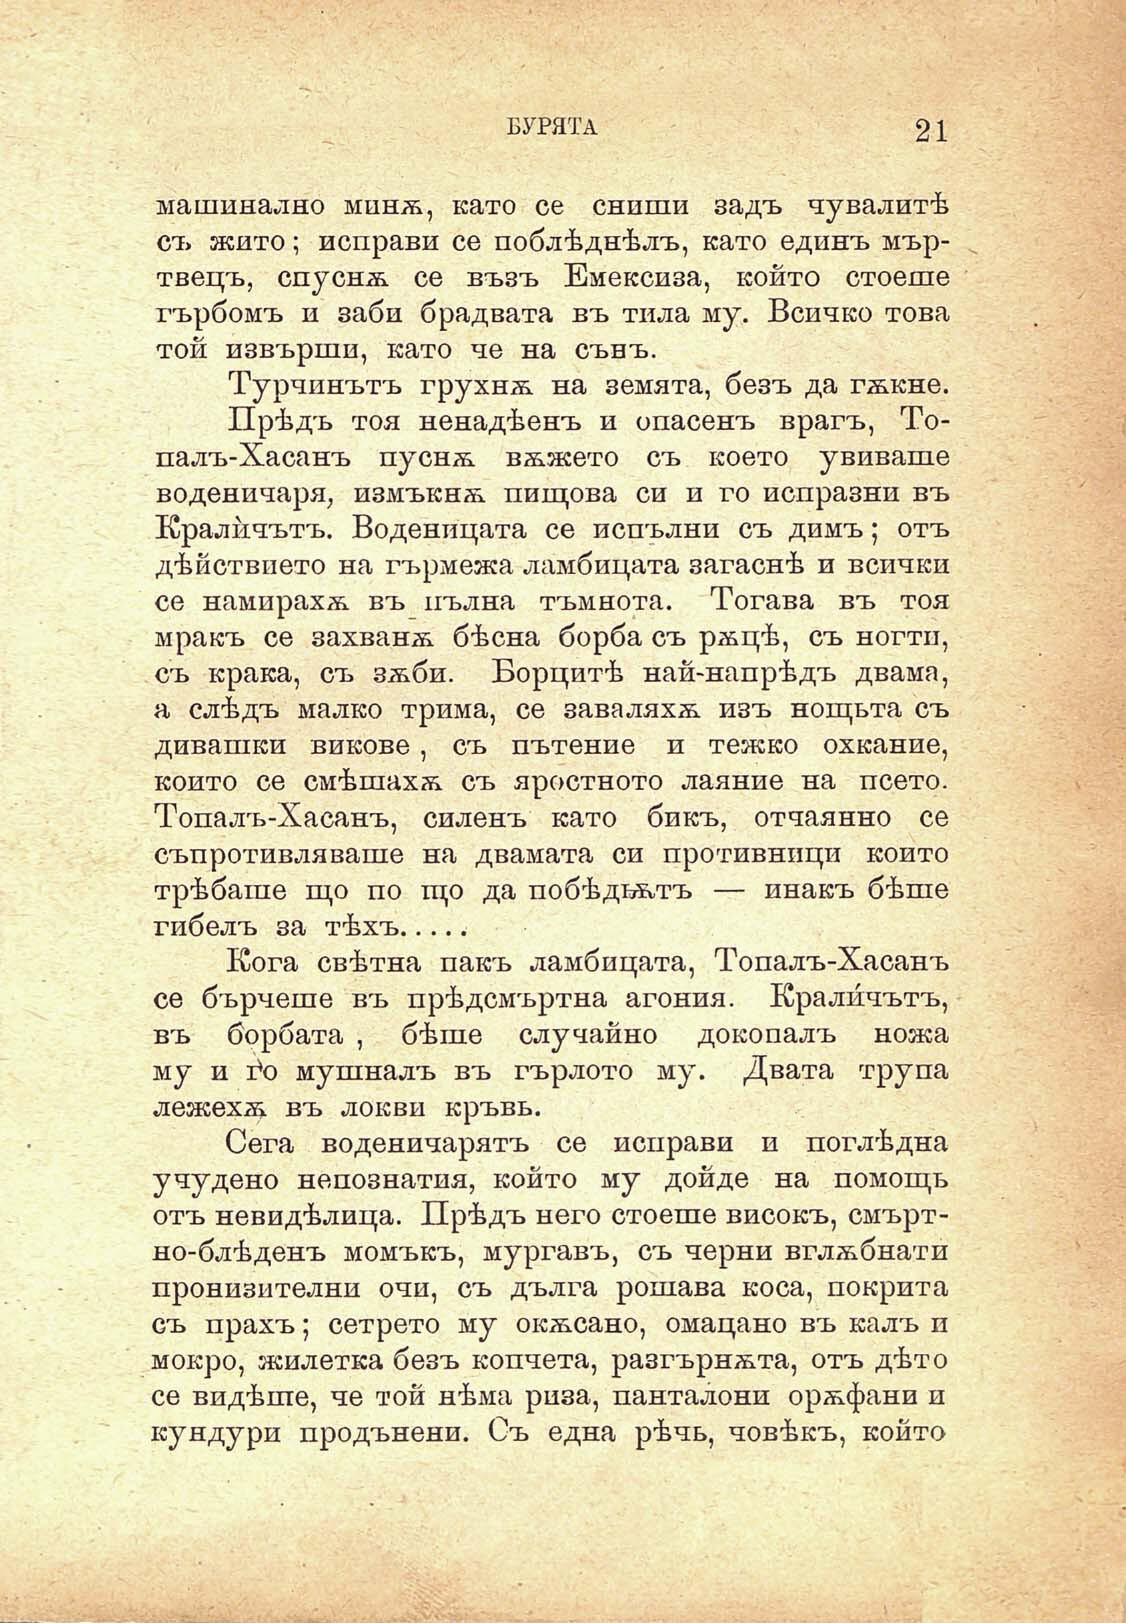 БУРЯТА 21
машинално минѫ, като се сниши задъ чувалитѣ
съ жито; исправи се поблѣднѣлъ, като единъ мър-
твецъ, спуснѫ се възъ Емексиза, който стоеше
гърбомъ и заби брадвата въ тила му. Всичко това
той извърши, като че на сънъ.
Турчинътъ грухнѫ на земята, безъ да гѫкне.
Прѣдъ тоя ненадѣенъ и опасенъ врагъ, То-
палъ-Хасанъ пуснѫ вѫжето съ което увиваше
воденичаря, измъкнѫ пищова си и го испразни въ
Кралѝчътъ. Воденицата се испълни съ димъ; отъ
дѣйствието на гърмежа ламбицата загаснѣ и всички
се намирахѫ въ пълна тъмнота. Тогава въ тоя
мракъ се захванѫ бѣсна борба съ рѫцѣ, съ ногти,
съ крака, съ зѫби. Борцитѣ най-напрѣдъ двама,
а слѣдъ малко трима, се заваляхѫ изъ нощьта съ
дивашки викове, съ пътение и тежко охкание,
които се смѣшахѫ съ яростното лаяние на псето.
Топалъ-Хасанъ, силенъ като бикъ, отчаянно се
съпротивляваше на двамата си противници които
трѣбаше що по що да побѣдѭтъ — инакъ бѣше
гибелъ за тѣхъ.....
Кога свѣтна пакъ ламбицата, Топалъ-Хасанъ
се бърчеше въ прѣдсмъртна агония. Крали́чътъ,
въ борбата, бѣше случайно докопалъ ножа
му и го мушналъ въ гърлото му. Двата трупа
лежехѫ въ локви кръвь.
Сега воденичарятъ се исправи и поглѣдна
учудено непознатия, който му дойде на помощь
отъ невидѣлица. Прѣдъ него стоеше високъ, смърт-
но-блѣденъ момъкъ, мургавъ, съ черни вглѫбнати
пронизителни очи, съ дълга рошава коса, покрита
съ прахъ; сетрето му окѫсано, омацано въ калъ и
мокро, жилетка безъ копчета, разгърнѫта, отъ дѣто
се видѣше, че той нѣма риза, панталони орѫфани и
кундури продънени. Съ една рѣчь, човѣкъ, който